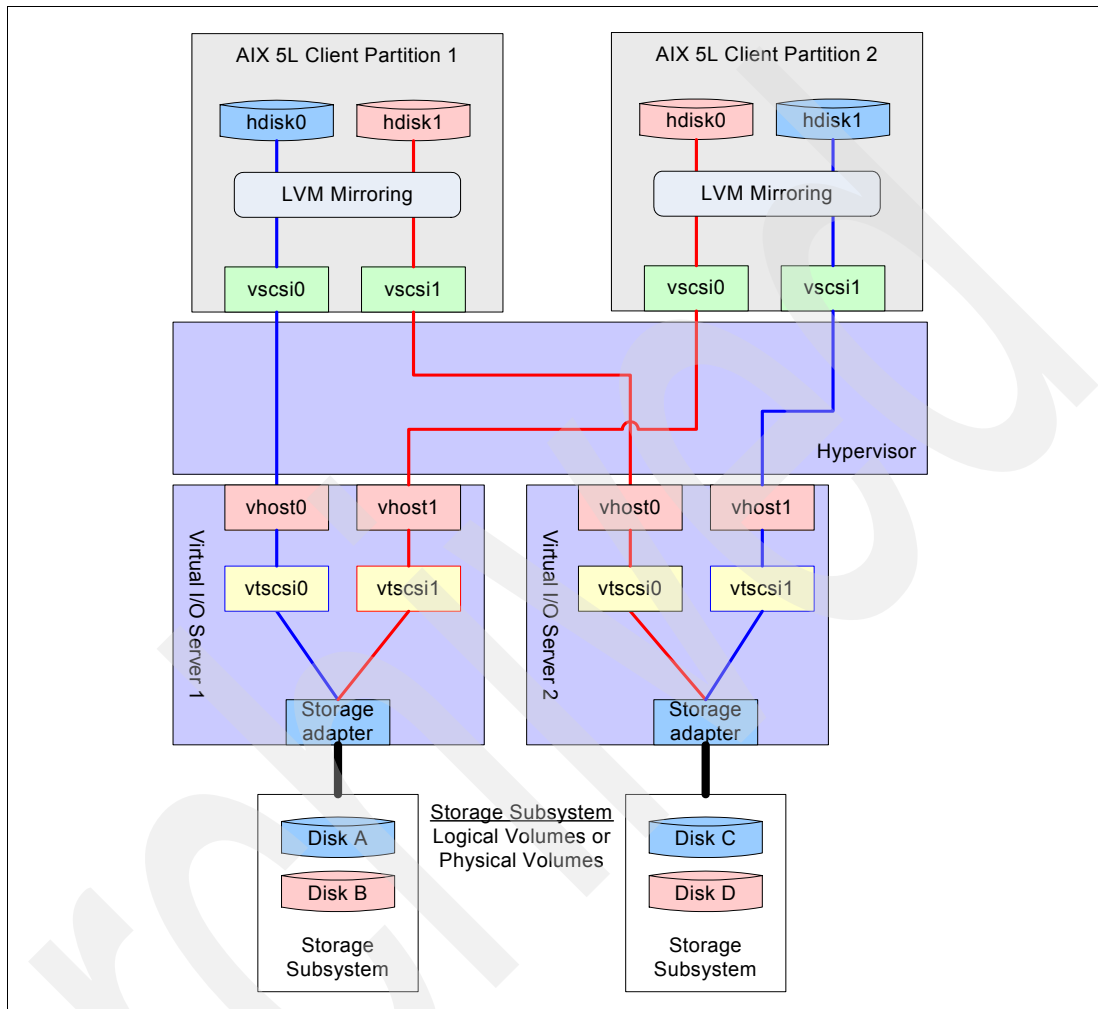 AIX 5L Client Partition 1
AIX 5L Client Partition 2
hdisk0
hdisk1
hdisk0
hdisk1
LVM Mirroring
LVM Mirroring
vscsi0
vscsi1
vscsi0
vscsi1
Hypervisor
Virtual I/O Server 1
vhost0
vhost1
vtscsi0
vtscsi1
Storage
adapter
Virtual I/O Server 2
vhost0
vhost1
vtscsi0
vtscsi1
Storage
adapter
Disk A
Disk B
Storage
Subsystem
Storage Subsystem
Logical Volumes or
Physical Volumes
Disk C
Disk D
Storage
Subsystem